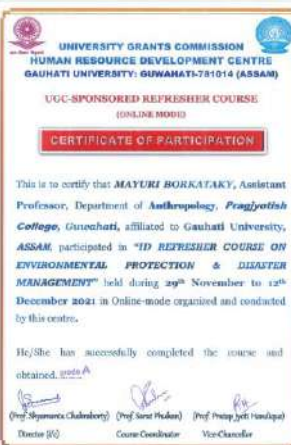 UNIVERSITY GRANTS COMMISSION
HUMAN RESOURCE DEVELOPMENT CENTRE
GAUHATI UNIVERSITY: GUWAHATI-781014 (ASSAM)
UGC-SPONSORED REFRESHER COURSE
(ONLINE MODE)
CERTIFICATE OF PARTICIPATION
This is to certify that MAYURI BORKATAKY, Assistant
Professor, Department of Anthropology, Pragjyotish
College, Guwahati, affiliated to Gauhati University,
ASSAM, participated in "ID REFRESHER COURSE ON
ENVIRONMENTAL PROTECTION & DISASTER
MANAGEMENT" held during 29th November to 12th
December 2021 in Online-mode organized and conducted
by this centre.
He/She has successfully completed the course and
obtained. A
(Prof. Shyamanta Chakraborty) (Prof. Sarat Phukan) (Prof. Pratap Jyoti Handique)
Director (i/c) Course Coordinator Vice-Chancellor